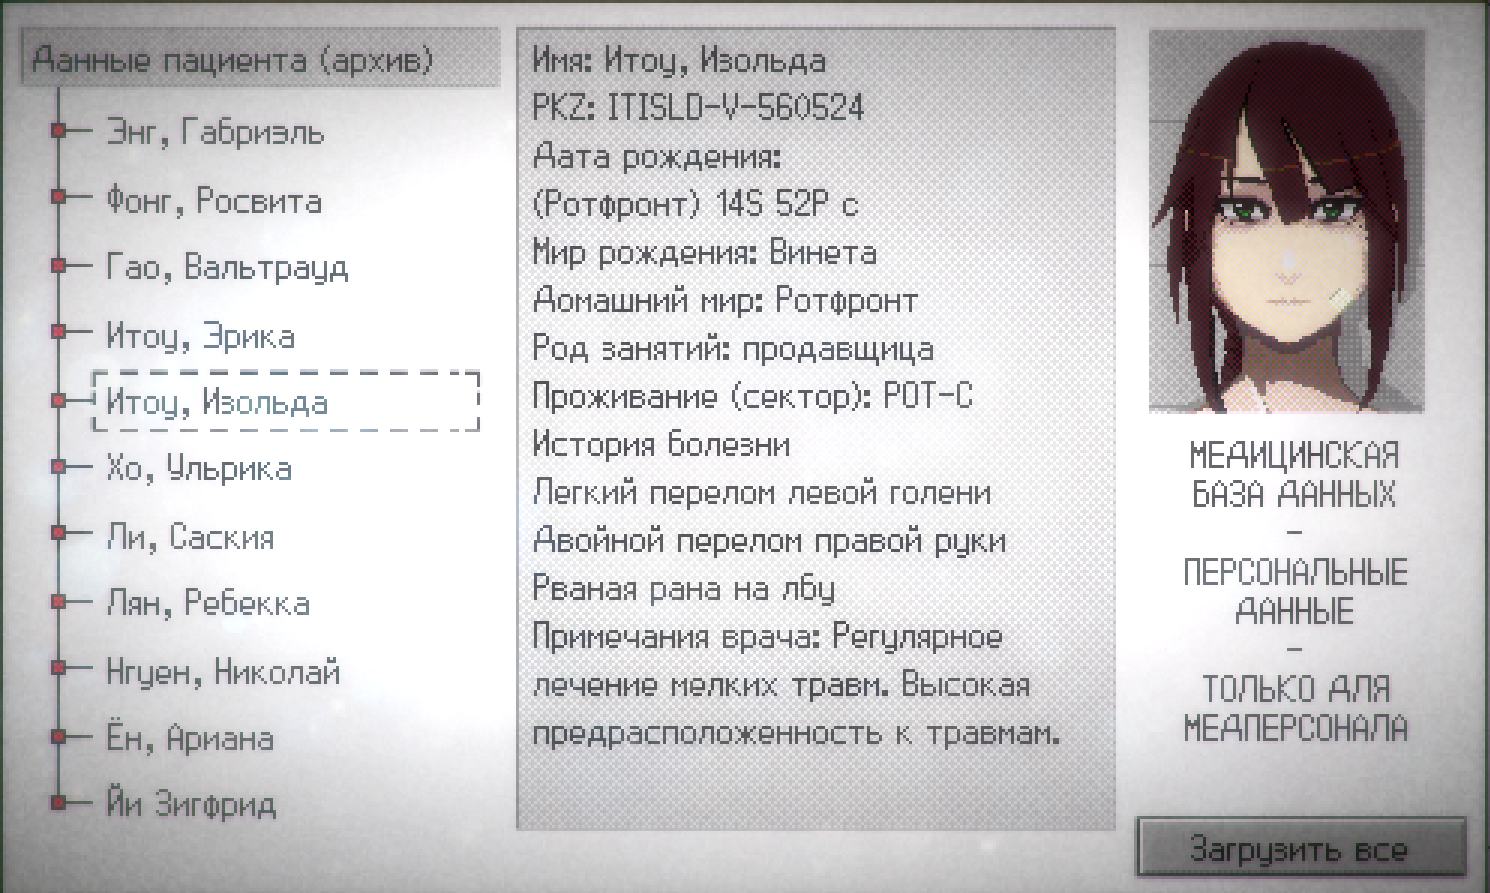 Данные пациента (архив)
Энг, Габриэль
Фонг, Росвита
Гао, Вальтрауд
Итоу, Эрика
Итоу, Изольда
Хо, Ульрика
Ли, Саския
Лян, Ребекка
Нгуен, Николай
Ён, Ариана
Йи Зигфрид
Имя: Итоу, Изольда
PKZ: ITISLD-V-560524
Дата рождения:
(Ротфронт) 14S 52P с
Мир рождения: Винета
Домашний мир: Ротфронт
Род занятий: продавщица
Проживание (сектор): РОТ-С
История болезни
Легкий перелом левой голени
Двойной перелом правой руки
Рваная рана на лбу
Примечания врача: Регулярное
лечение мелких травм. Высокая
предрасположенность к травмам.
МЕДИЦИНСКАЯ
БАЗА ДАННЫХ
–
ПЕРСОНАЛЬНЫЕ
ДАННЫЕ
–
ТОЛЬКО ДЛЯ
МЕДПЕРСОНАЛА
Загрузить все